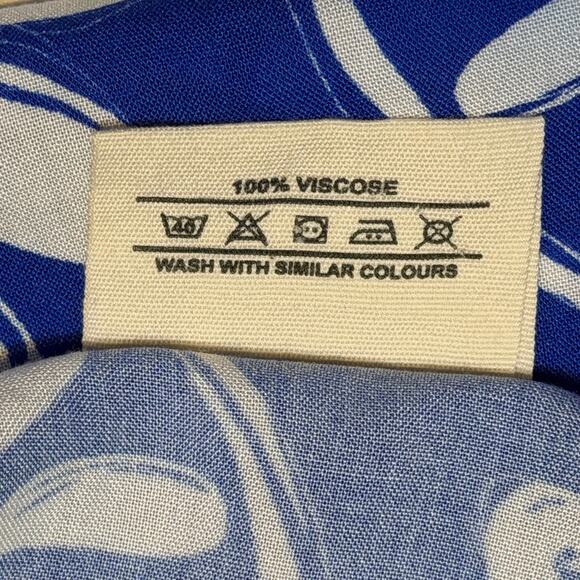 100% VISCOSE
40
WASH WITH SIMILAR COLOURS